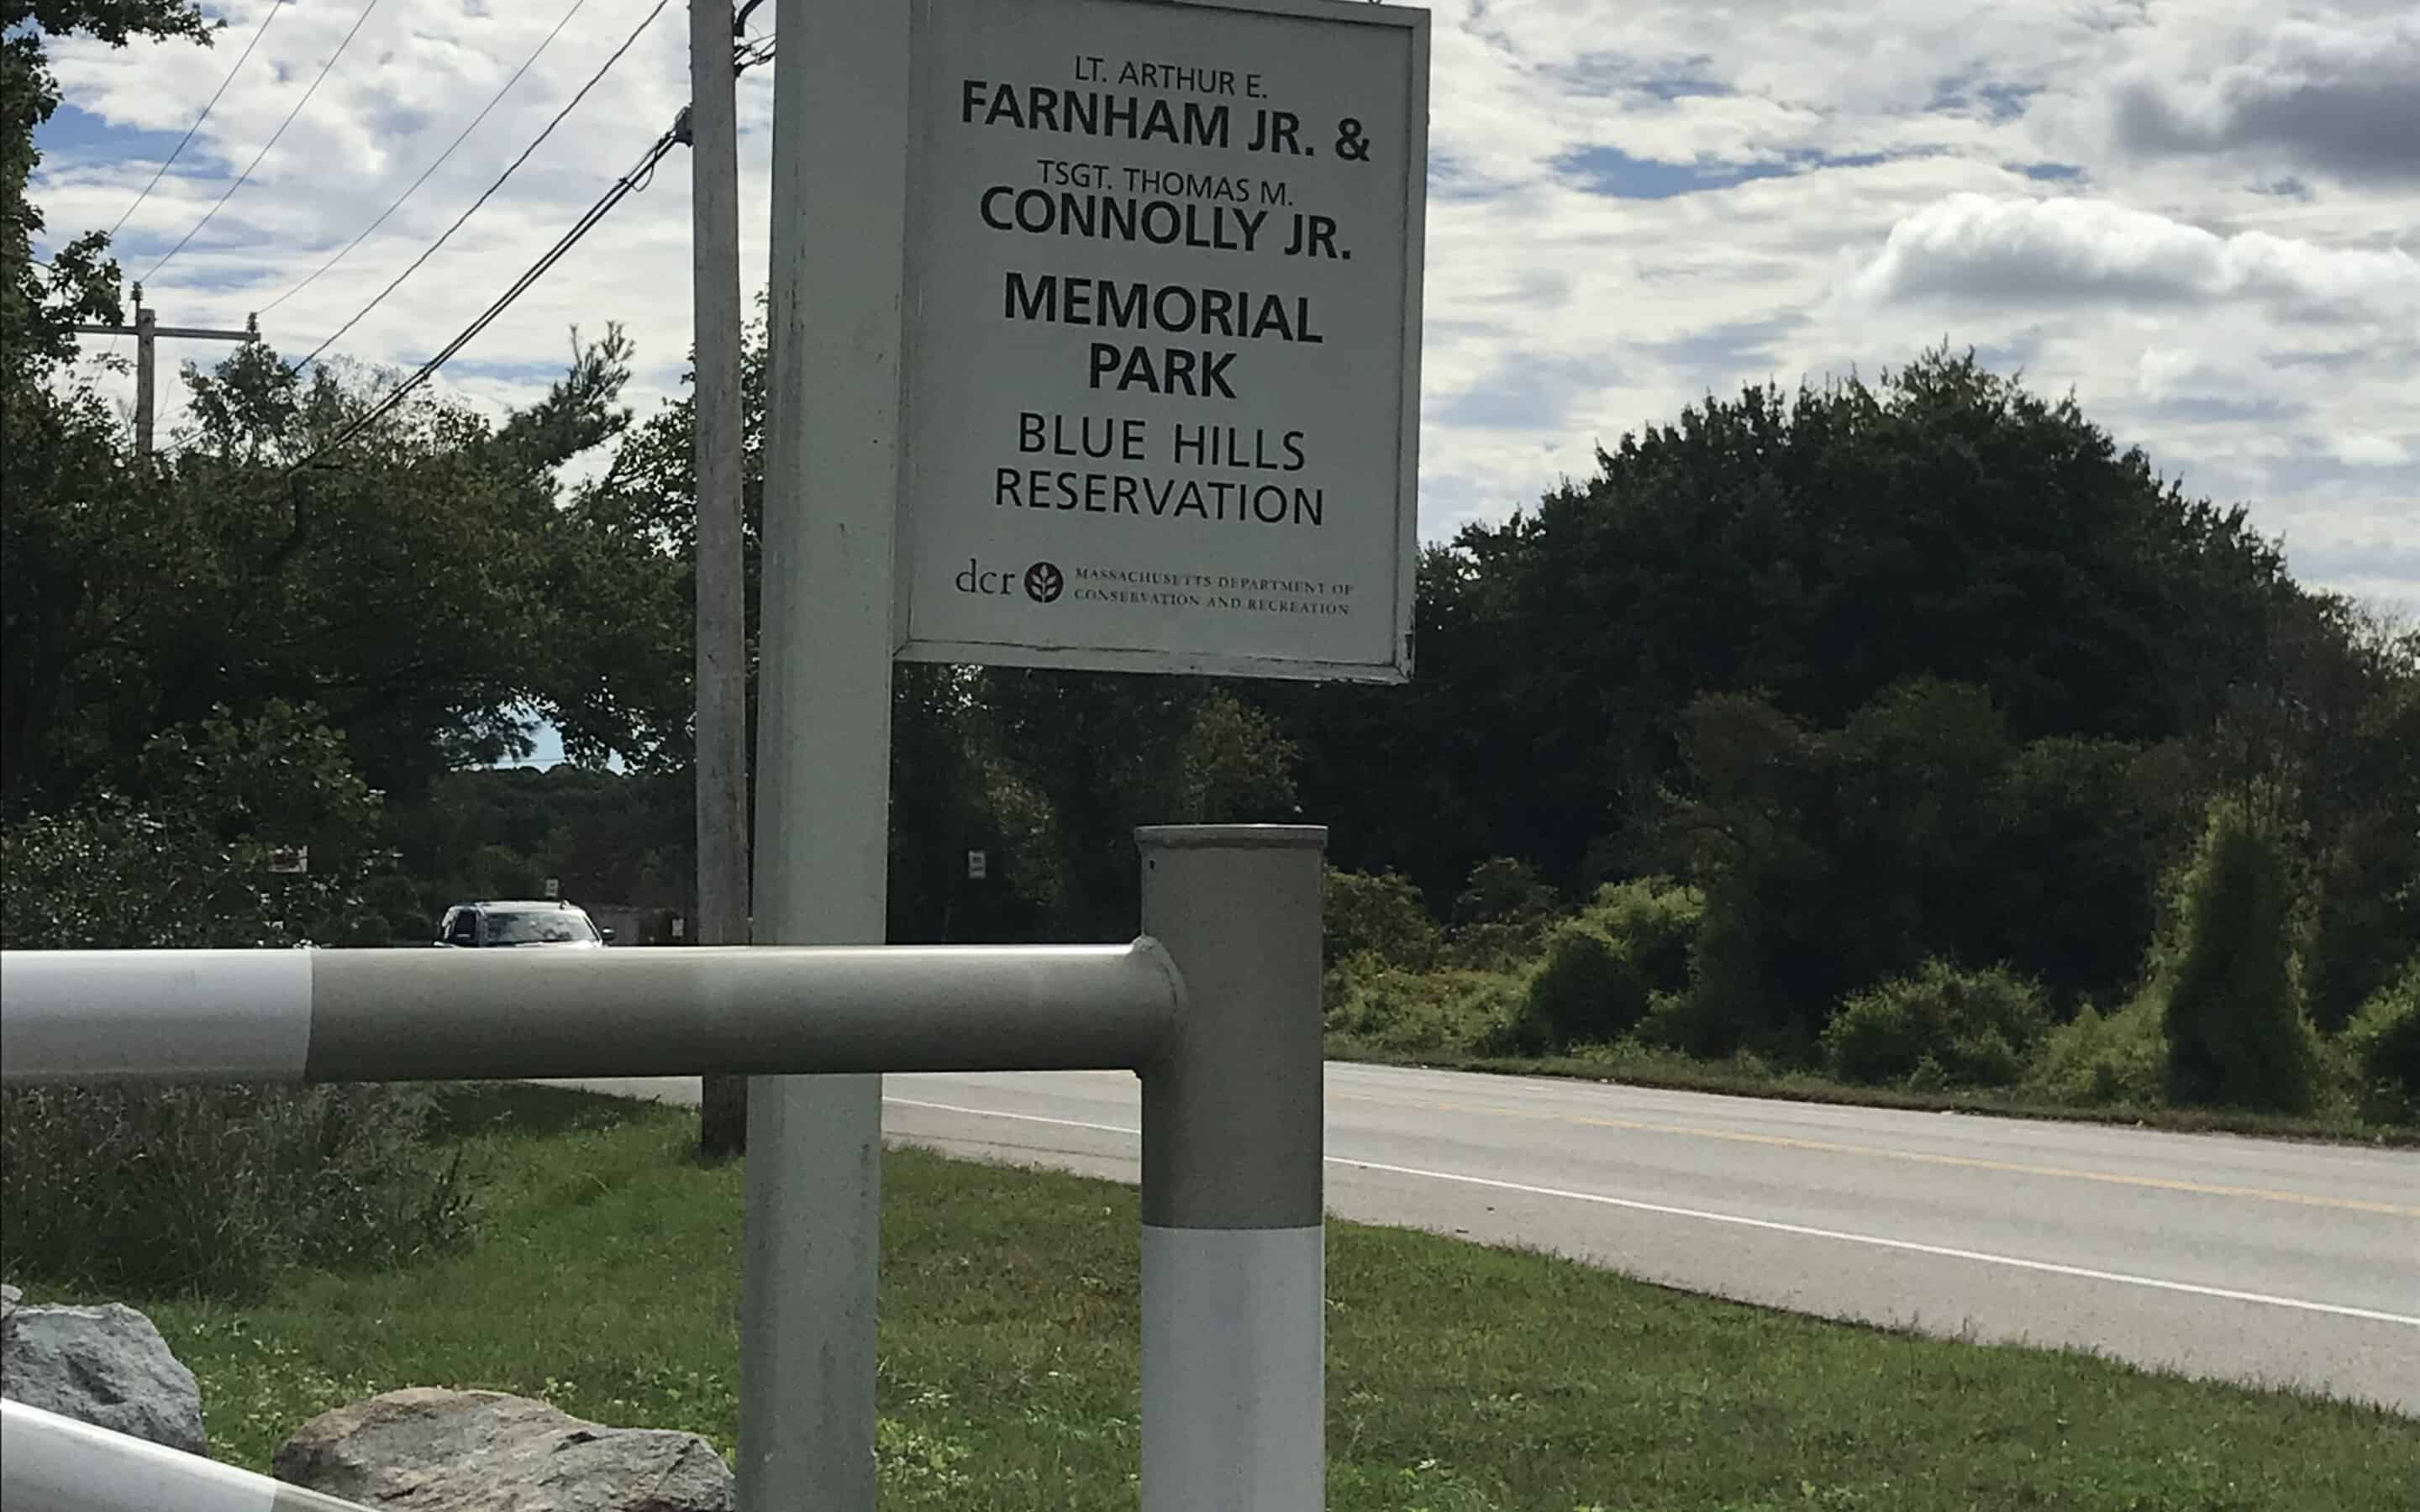 LT. ARTHUR E.
FARNHAM JR. &
TSGT. THOMAS M.
CONNOLLY JR.
MEMORIAL
PARK
BLUE HILLS
RESERVATION
dcr
MASSACHUSETTS DEPARTMENT OF
CONSERVATION AND RECREATION